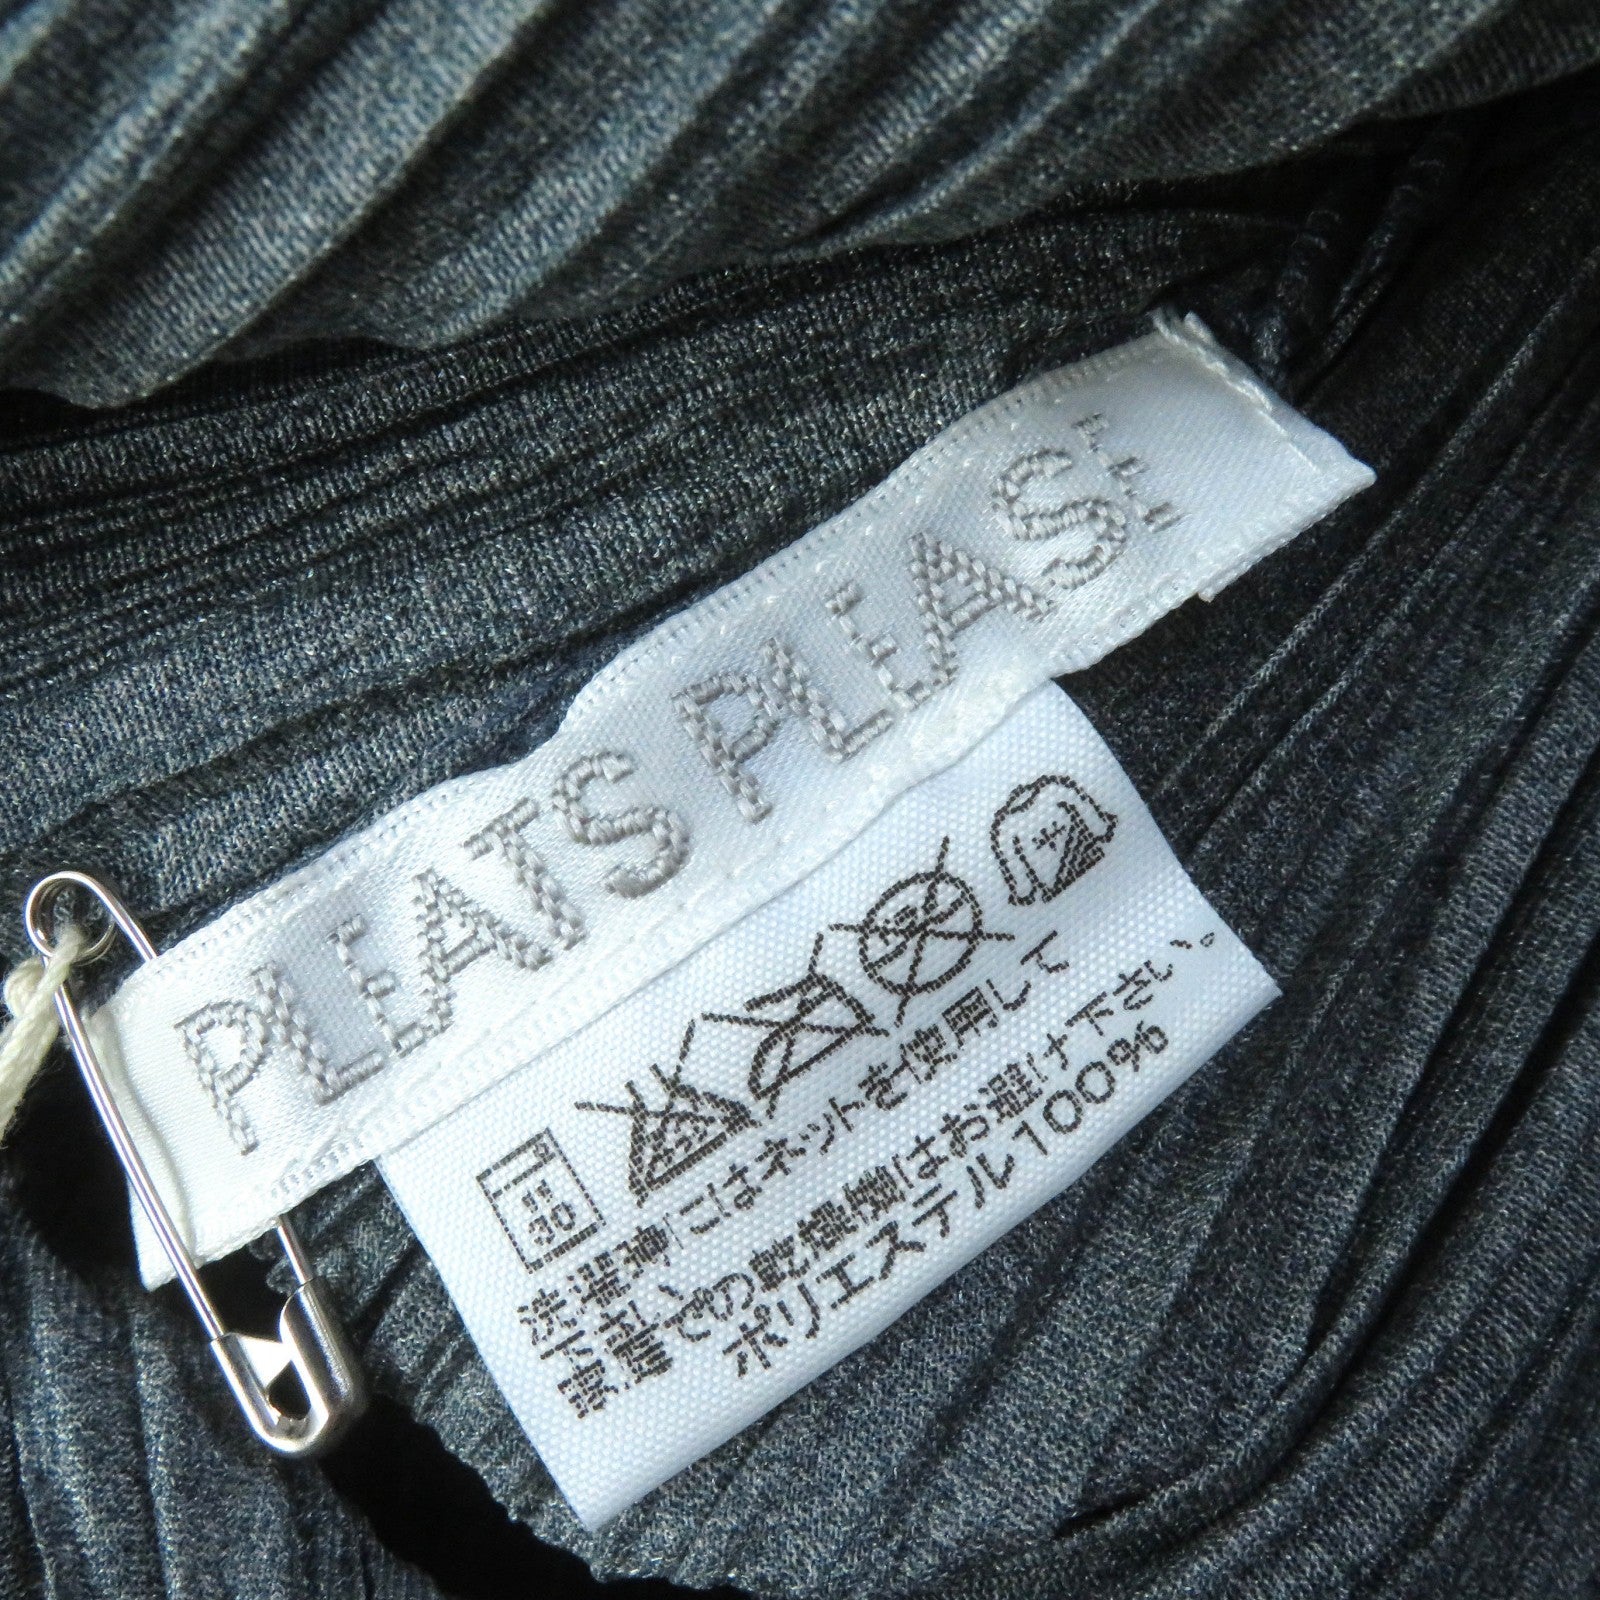 PLEATS PLEASE
30
洗濯時にはネットを使用して
下さい。
家庭での乾燥機はお避け下さい。
ポリエステル100%